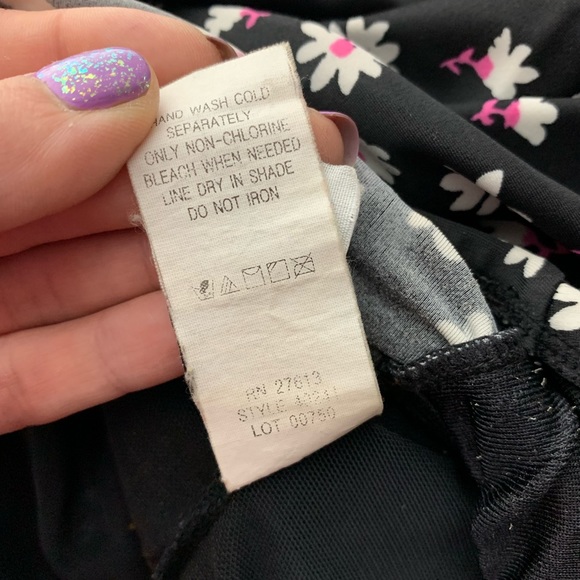 HAND WASH COLD
SEPARATELY
ONLY NON-CHLORINE
BLEACH WHEN NEEDED
LINE DRY IN SHADE
DO NOT IRON
RN 27613
STYLE
LOT 00750